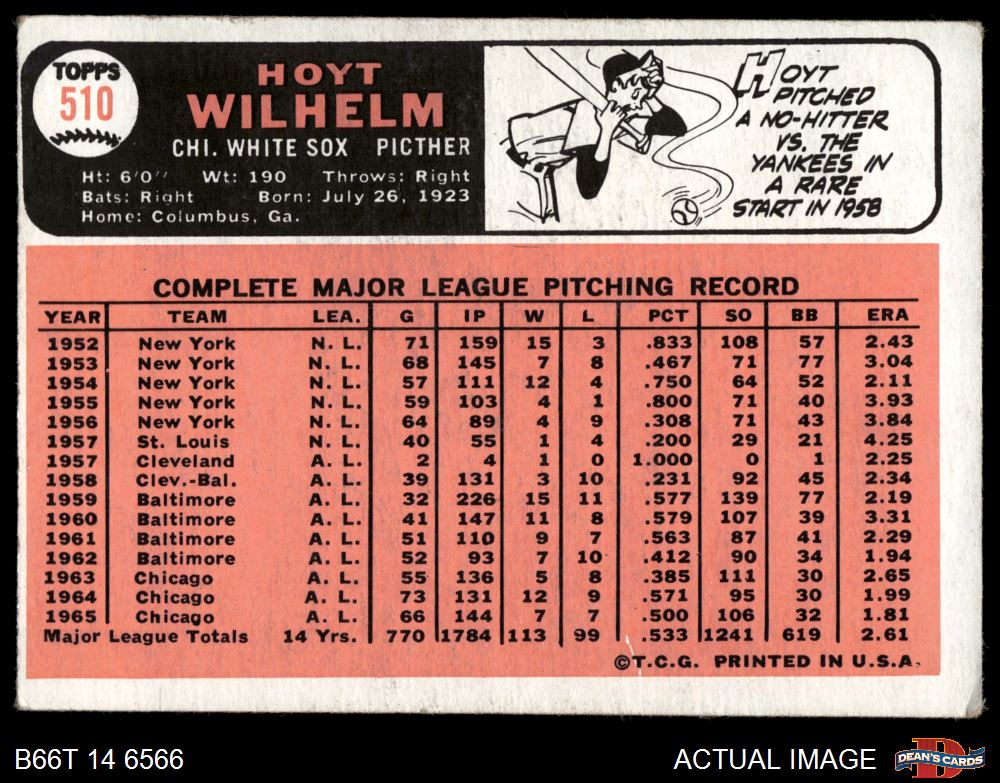 TOPPS
510
HOYT
WILHELM
CHI. WHITE SOX PICTHER
Ht: 6'0" Wt: 190 Throws: Right
Bats: Right Born: July 26, 1923
Home: Columbus, Ga.
HOYT
PITCHED
A NO-HITTER
VS. THE
YANKEES IN
A RARE
START IN 1958
COMPLETE MAJOR LEAGUE PITCHING RECORD
YEAR TEAM LEA. G IP W L PCT SO BB ERA
1952 New York N. L. 71 159 15 3 .833 108 57 2.43
1953 New York N. L. 68 145 7 8 .467 71 77 3.04
1954 New York N. L. 57 111 12 4 .750 64 52 2.11
1955 New York N. L. 59 103 4 1 .800 71 40 3.93
1956 New York N. L. 64 89 4 9 .308 71 43 3.84
1957 St. Louis N. L. 40 55 1 4 .200 29 21 4.25
1957 Cleveland A. L. 2 4 1 0 1.000 0 1 2.25
1958 Clev.-Bal. A. L. 39 131 3 10 .231 92 45 2.34
1959 Baltimore A. L. 32 226 15 11 .577 139 77 2.19
1960 Baltimore A. L. 41 147 11 8 .579 107 39 3.31
1961 Baltimore A. L. 51 110 9 7 .563 87 41 2.29
1962 Baltimore A. L. 52 93 7 10 .412 90 34 1.94
1963 Chicago A. L. 55 136 5 8 .385 111 30 2.65
1964 Chicago A. L. 73 131 12 9 .571 95 30 1.99
1965 Chicago A. L. 66 144 7 7 .500 106 32 1.81
Major League Totals 14 Yrs. 770 1784 113 99 .533 1241 619 2.61
©T.C.G. PRINTED IN U.S.A.
B66T 14 6566 ACTUAL IMAGE DEAN'S CARDS